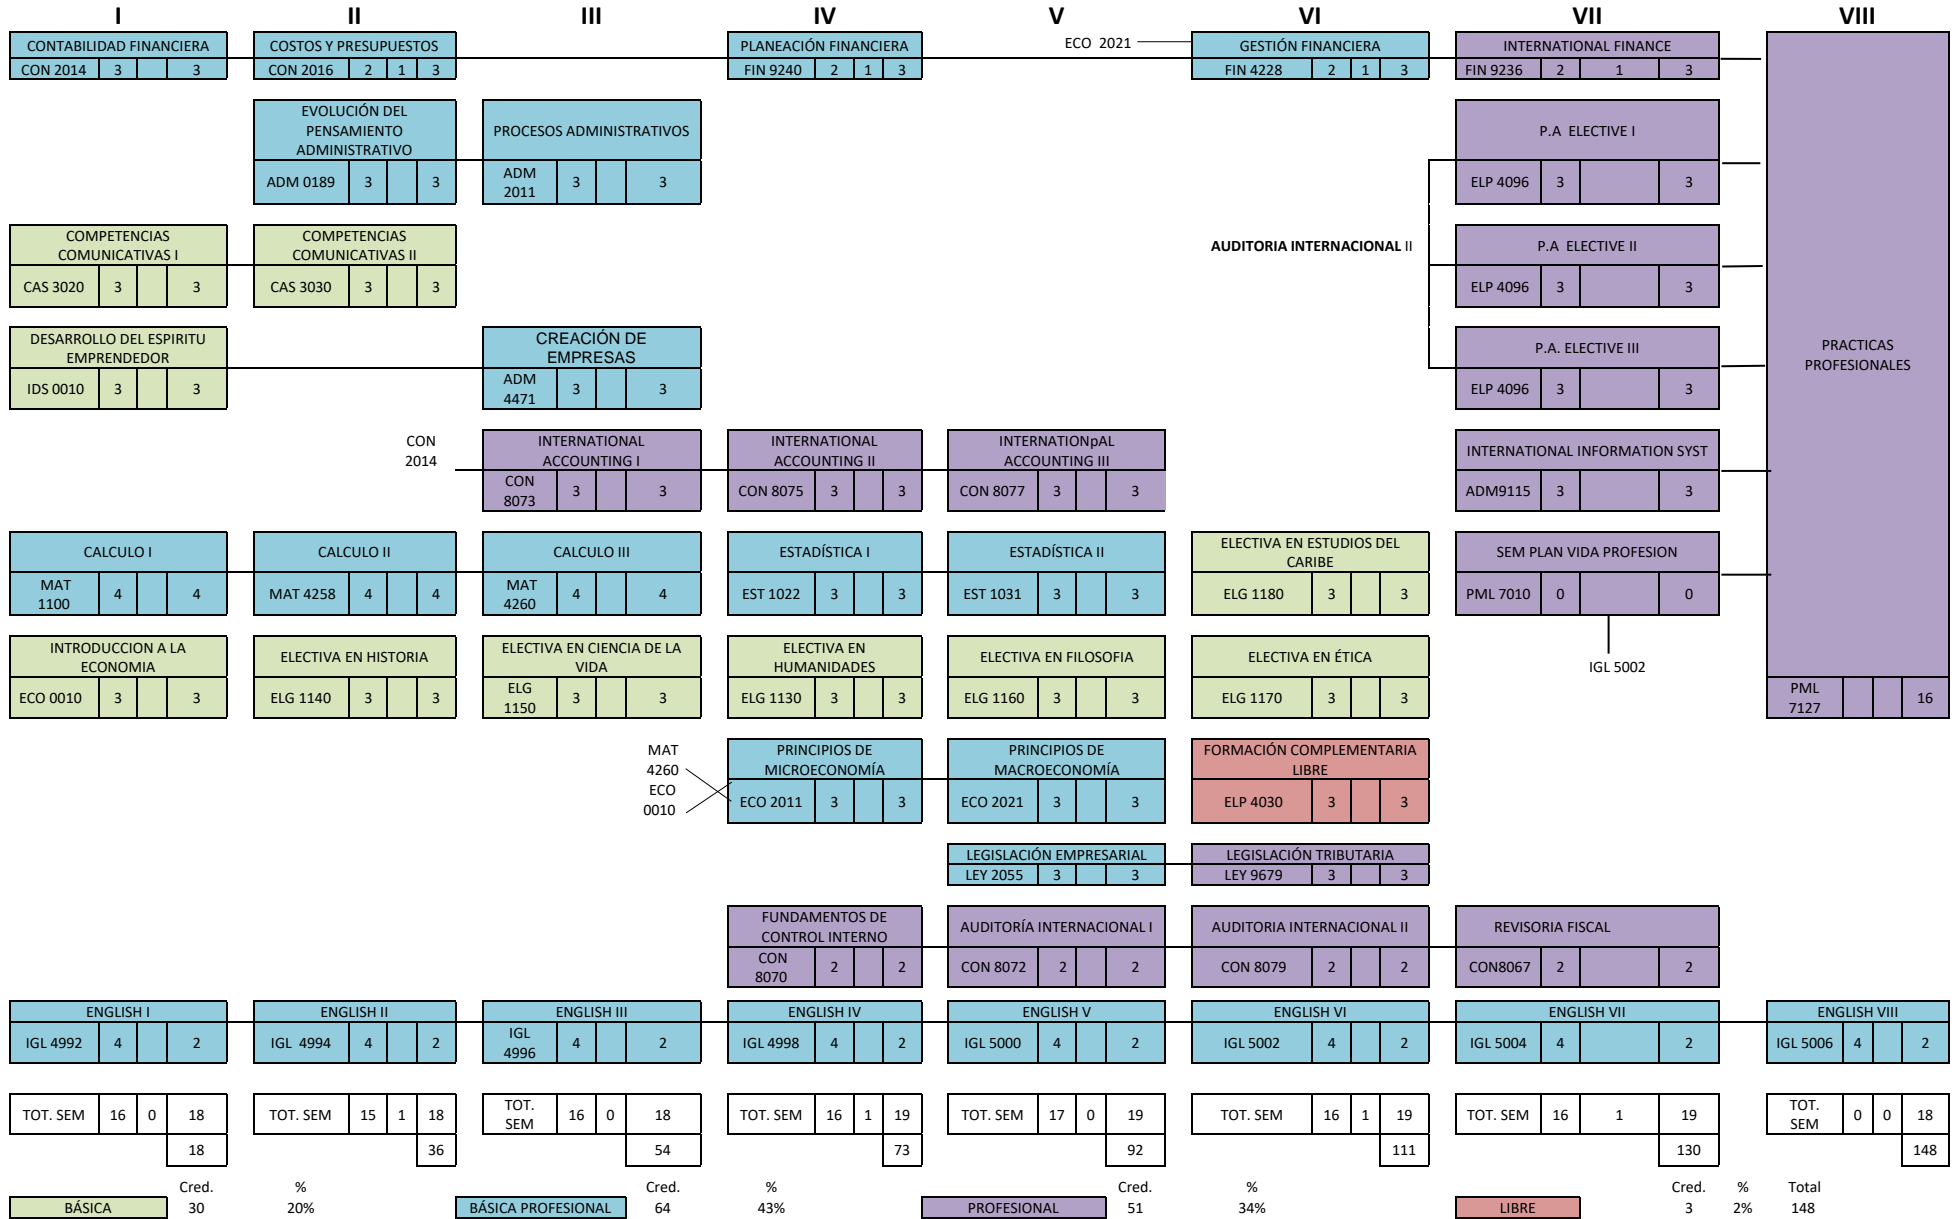 I II III IV V VI VII VIII
CONTABILIDAD FINANCIERA COSTOS Y PRESUPUESTOS PLANEACIÓN FINANCIERA ECO 2021 GESTIÓN FINANCIERA INTERNATIONAL FINANCE
CON 2014 3 3 CON 2016 2 1 3 FIN 9240 2 1 3 FIN 4228 2 1 3 FIN 9236 2 1 3
EVOLUCIÓN DEL
PENSAMIENTO
ADMINISTRATIVO
PROCESOS ADMINISTRATIVOS
P.A ELECTIVE I
ADM 0189 3 3
ADM
2011
3 3
ELP 4096 3 3
COMPETENCIAS
COMUNICATIVAS I
COMPETENCIAS
COMUNICATIVAS II
AUDITORIA INTERNACIONAL II
P.A ELECTIVE II
CAS 3020 3 3 CAS 3030 3 3 ELP 4096 3 3
DESARROLLO DEL ESPIRITU
EMPRENDEDOR
CREACIÓN DE
EMPRESAS
P.A. ELECTIVE III
PRACTICAS
PROFESIONALES
IDS 0010 3 3
ADM
4471
3 3
ELP 4096 3 3
CON
2014
INTERNATIONAL
ACCOUNTING I
INTERNATIONAL
ACCOUNTING II
INTERNATIONpAL
ACCOUNTING III
INTERNATIONAL INFORMATION SYST
CON
8073
3 3
CON 8075 3 3 CON 8077 3 3 ADM9115 3 3
CALCULO I CALCULO II CALCULO III ESTADÍSTICA I ESTADÍSTICA II
ELECTIVA EN ESTUDIOS DEL
CARIBE
SEM PLAN VIDA PROFESION
MAT
1100
4 4
MAT 4258 4 4
MAT
4260
4 4
EST 1022 3 3 EST 1031 3 3 ELG 1180 3 3 PML 7010 0 0
INTRODUCCION A LA
ECONOMIA
ELECTIVA EN HISTORIA
ELECTIVA EN CIENCIA DE LA
VIDA
ELECTIVA EN
HUMANIDADES
ELECTIVA EN FILOSOFIA ELECTIVA EN ÉTICA
IGL 5002
ECO 0010 3 3 ELG 1140 3 3
ELG
1150
3 3
ELG 1130 3 3 ELG 1160 3 3 ELG 1170 3 3
PML
7127
16
MAT
4260
ECO
0010
PRINCIPIOS DE
MICROECONOMÍA
PRINCIPIOS DE
MACROECONOMÍA
FORMACIÓN COMPLEMENTARIA
LIBRE
ECO 2011 3 3 ECO 2021 3 3 ELP 4030 3 3
LEGISLACIÓN EMPRESARIAL LEGISLACIÓN TRIBUTARIA
LEY 2055 3 3 LEY 9679 3 3
FUNDAMENTOS DE
CONTROL INTERNO
AUDITORÍA INTERNACIONAL I AUDITORIA INTERNACIONAL II REVISORIA FISCAL
CON
8070
2 2
CON 8072 2 2 CON 8079 2 2 CON8067 2 2
ENGLISH I ENGLISH II ENGLISH III ENGLISH IV ENGLISH V ENGLISH VI ENGLISH VII ENGLISH VIII
IGL 4992 4 2 IGL 4994 4 2
IGL
4996
4 2
IGL 4998 4 2 IGL 5000 4 2 IGL 5002 4 2 IGL 5004 4 2 IGL 5006 4 2
TOT. SEM 16 0 18 TOT. SEM 15 1 18
TOT.
SEM
16 0 18
TOT. SEM 16 1 19 TOT. SEM 17 0 19 TOT. SEM 16 1 19 TOT. SEM 16 1 19
TOT.
SEM
0 0 18
18 36 54 73 92 111 130 148
Cred. % Cred. % Cred. % Cred. % Total
BÁSICA 30 20% BÁSICA PROFESIONAL 64 43% PROFESIONAL 51 34% LIBRE 3 2% 148